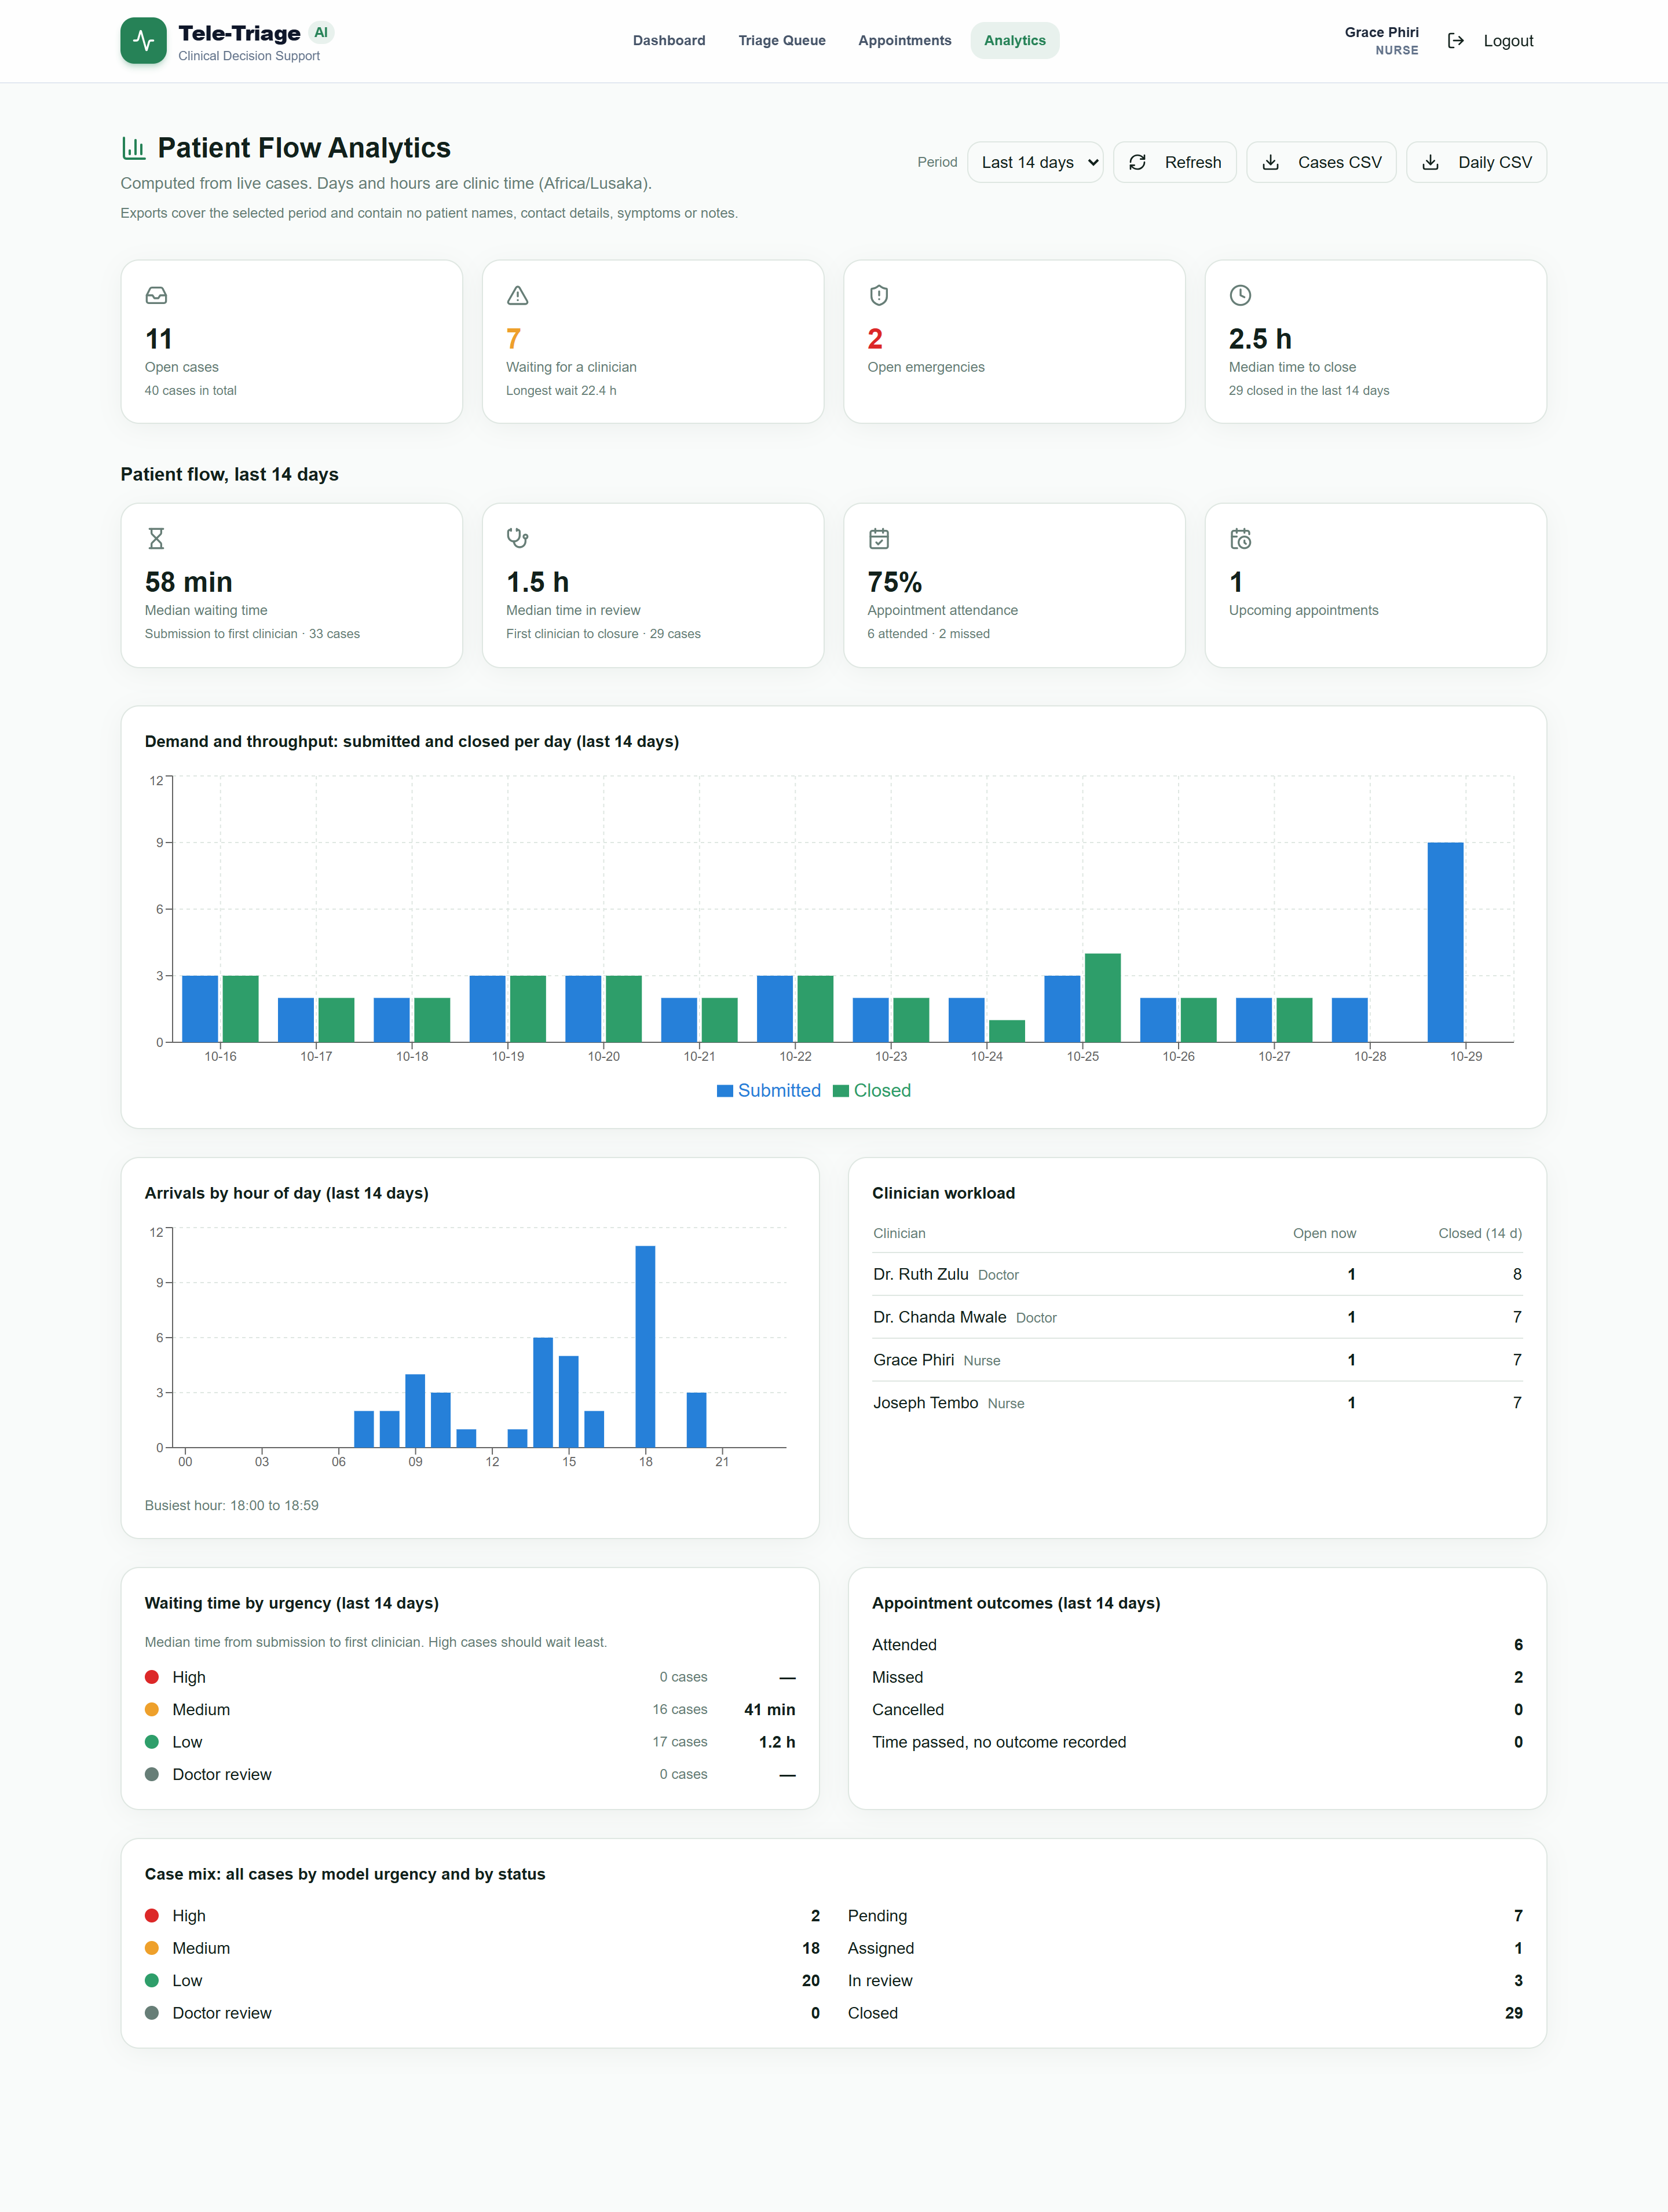 Tele-Triage AI
Clinical Decision Support
Dashboard Triage Queue Appointments Analytics
Grace Phiri
NURSE
Logout
Patient Flow Analytics
Computed from live cases. Days and hours are clinic time (Africa/Lusaka).
Exports cover the selected period and contain no patient names, contact details, symptoms or notes.
Period Last 14 days Refresh Cases CSV Daily CSV
11
Open cases
40 cases in total
7
Waiting for a clinician
Longest wait 22.4 h
2
Open emergencies
2.5 h
Median time to close
29 closed in the last 14 days
Patient flow, last 14 days
58 min
Median waiting time
Submission to first clinician · 33 cases
1.5 h
Median time in review
First clinician to closure · 29 cases
75%
Appointment attendance
6 attended · 2 missed
1
Upcoming appointments
Demand and throughput: submitted and closed per day (last 14 days)
12
9
6
3
0
10-16 10-17 10-18 10-19 10-20 10-21 10-22 10-23 10-24 10-25 10-26 10-27 10-28 10-29
Submitted Closed
Arrivals by hour of day (last 14 days)
12
9
6
3
0
00 03 06 09 12 15 18 21
Busiest hour: 18:00 to 18:59
Clinician workload
Clinician Open now Closed (14 d)
Dr. Ruth Zulu Doctor 1 8
Dr. Chanda Mwale Doctor 1 7
Grace Phiri Nurse 1 7
Joseph Tembo Nurse 1 7
Waiting time by urgency (last 14 days)
Median time from submission to first clinician. High cases should wait least.
High 0 cases —
Medium 16 cases 41 min
Low 17 cases 1.2 h
Doctor review 0 cases —
Appointment outcomes (last 14 days)
Attended 6
Missed 2
Cancelled 0
Time passed, no outcome recorded 0
Case mix: all cases by model urgency and by status
High 2
Medium 18
Low 20
Doctor review 0
Pending 7
Assigned 1
In review 3
Closed 29